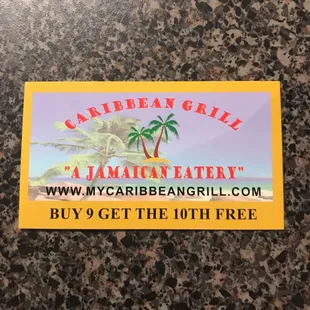 CARIBBEAN GRILL
"A JAMAICAN EATERY"
WWW.MYCARIBBEANGRILL.COM
BUY 9 GET THE 10TH FREE